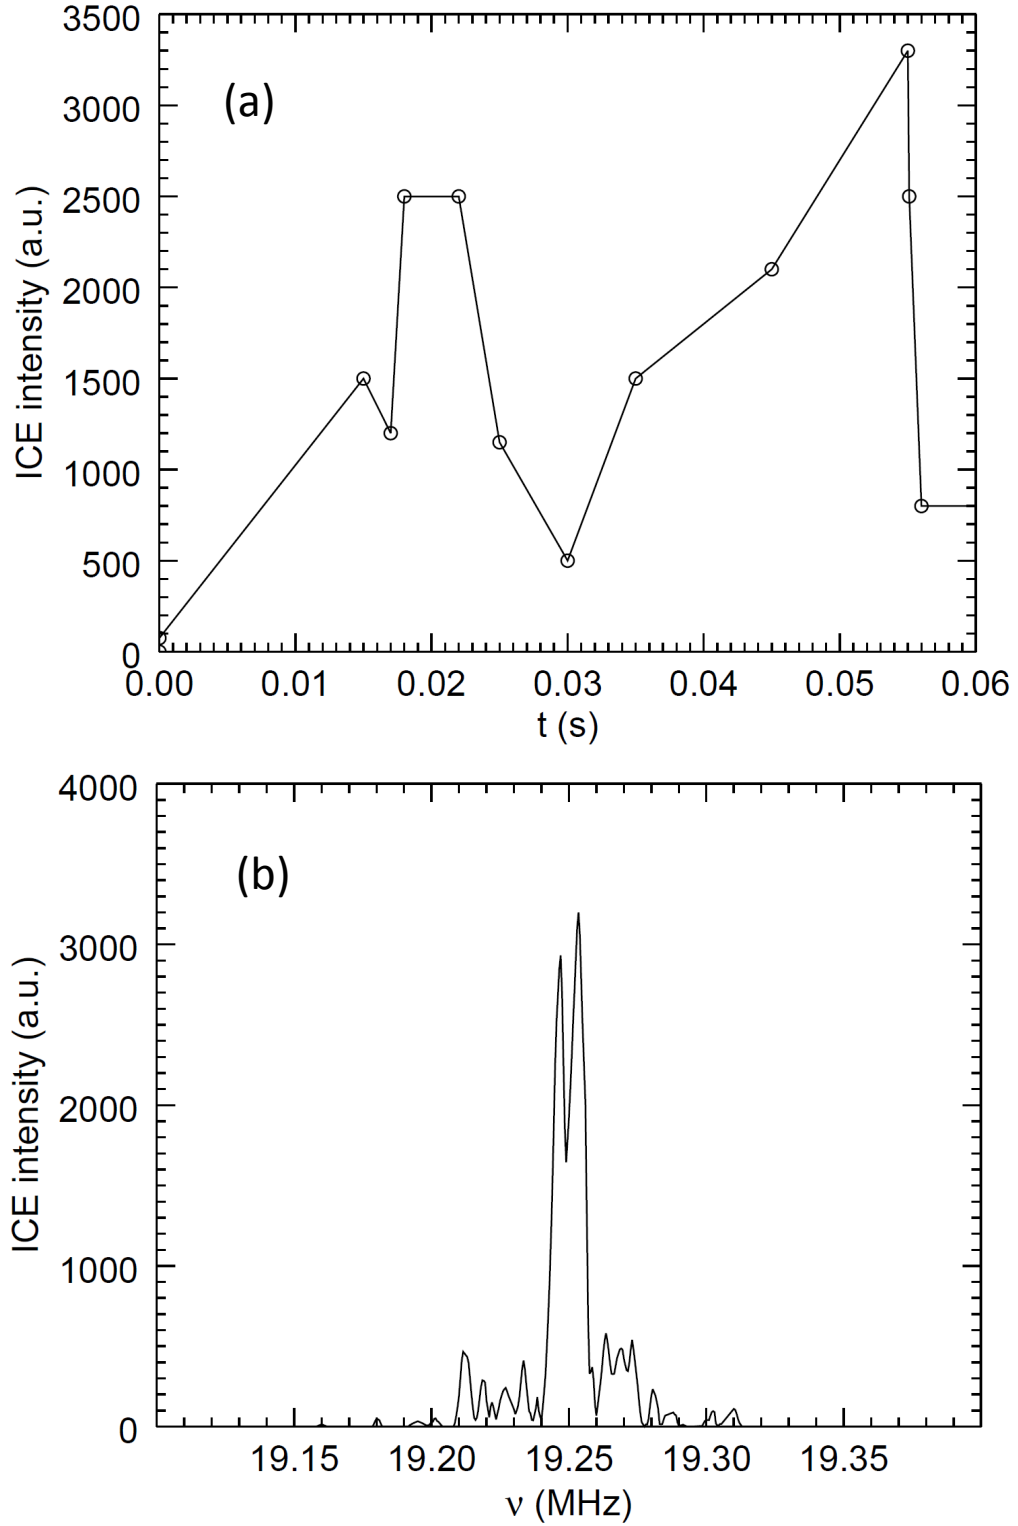 3500
3000
2500
2000
1500
1000
500
0
(a)
ICE intensity (a.u.)
0.00 0.01 0.02 0.03 0.04 0.05 0.06
t (s)
4000
3000
2000
1000
0
(b)
ICE intensity (a.u.)
19.15 19.20 19.25 19.30 19.35
ν (MHz)